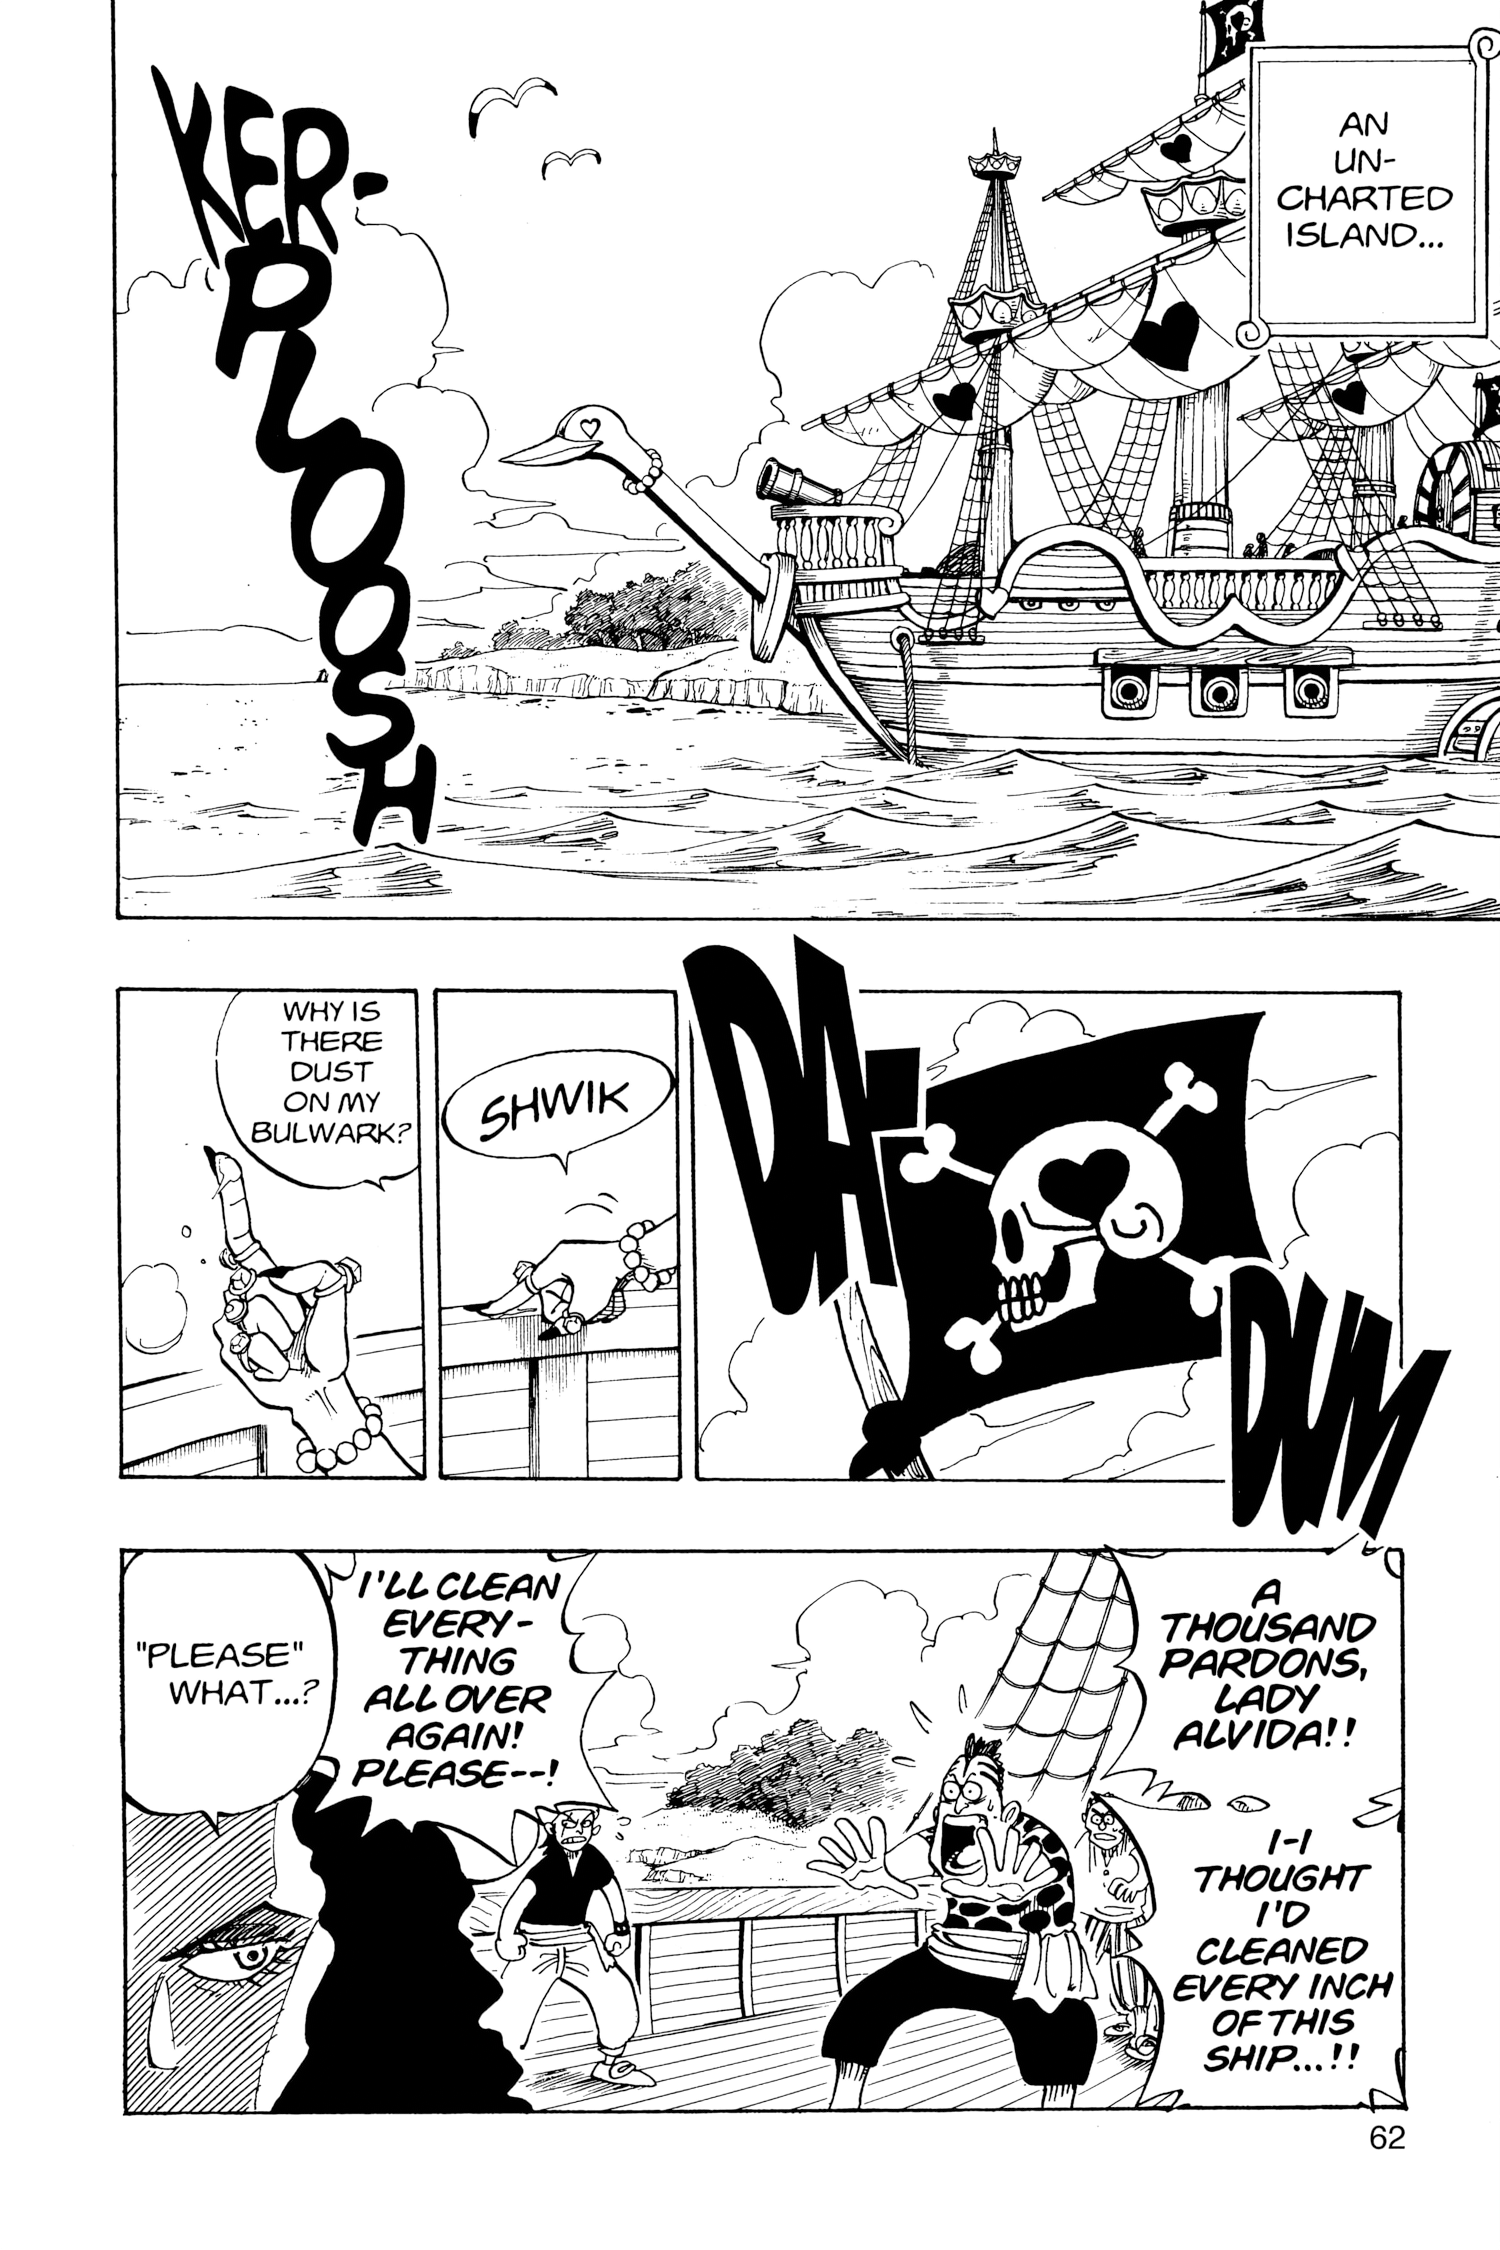 AN
UN-
CHARTED
ISLAND...
KER-
PLOOSH
DA-
DUM
SHWIK
WHY IS
THERE
DUST
ON MY
BULWARK?
A
THOUSAND
PARDONS,
LADY
ALVIDA!!
I-I
THOUGHT
I'D
CLEANED
EVERY INCH
OF THIS
SHIP...!!
I'LL CLEAN
EVERY-
THING
ALL OVER
AGAIN!
PLEASE--!
"PLEASE"
WHAT...?
62